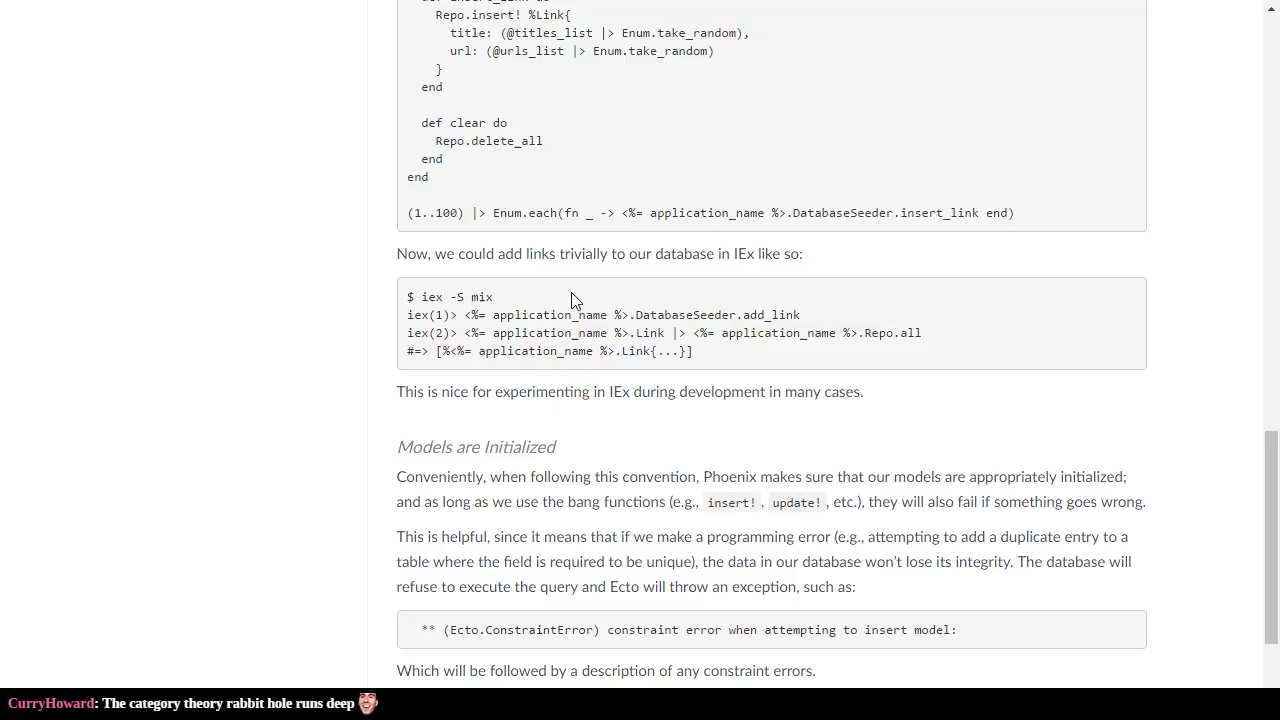 Repo.insert! %Link{
title: (@titles_list |> Enum.take_random),
url: (@urls_list |> Enum.take_random)
}
end
def clear do
Repo.delete_all
end
end
(1..100) |> Enum.each(fn _ -> <%= application_name %>.DatabaseSeeder.insert_link end)
Now, we could add links trivially to our database in IEx like so:
$ iex -S mix
iex(1)> <%= application_name %>.DatabaseSeeder.add_link
iex(2)> <%= application_name %>.Link |> <%= application_name %>.Repo.all
#=> [%<%= application_name %>.Link{...}]
This is nice for experimenting in IEx during development in many cases.
Models are Initialized
Conveniently, when following this convention, Phoenix makes sure that our models are appropriately initialized;
and as long as we use the bang functions (e.g., insert!, update!, etc.), they will also fail if something goes wrong.
This is helpful, since it means that if we make a programming error (e.g., attempting to add a duplicate entry to a
table where the field is required to be unique), the data in our database won’t lose its integrity. The database will
refuse to execute the query and Ecto will throw an exception, such as:
** (Ecto.ConstraintError) constraint error when attempting to insert model:
Which will be followed by a description of any constraint errors.
CurryHoward: The category theory rabbit hole runs deep